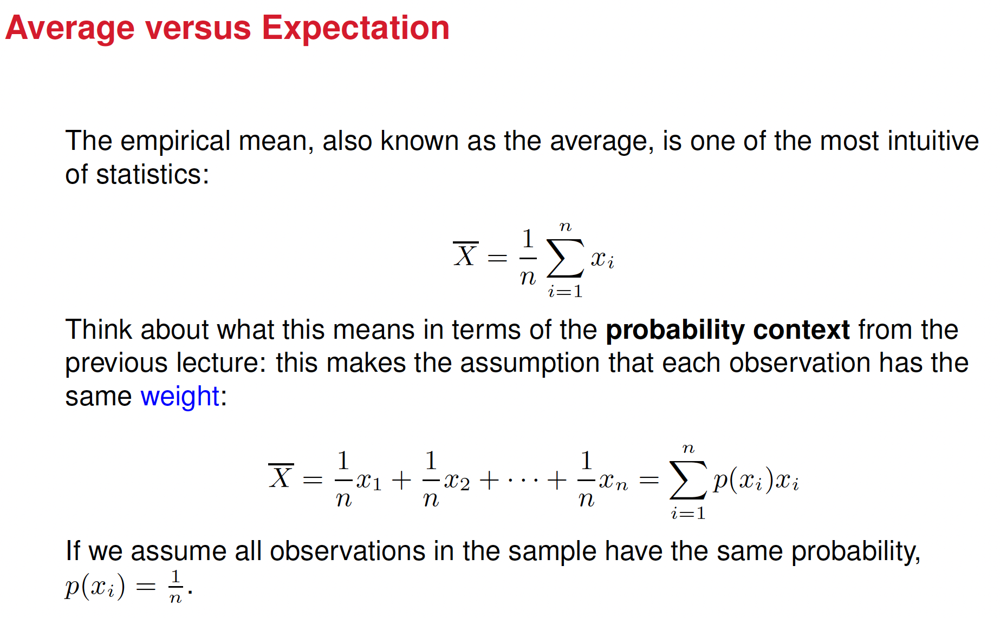 Average versus Expectation
The empirical mean, also known as the average, is one of the most intuitive
of statistics:
$\overline{X} = \frac{1}{n} \sum_{i=1}^{n} x_i$
Think about what this means in terms of the probability context from the
previous lecture: this makes the assumption that each observation has the
same weight:
$\overline{X} = \frac{1}{n} x_1 + \frac{1}{n} x_2 + \cdots + \frac{1}{n} x_n = \sum_{i=1}^{n} p(x_i) x_i$
If we assume all observations in the sample have the same probability,
$p(x_i) = \frac{1}{n}$.